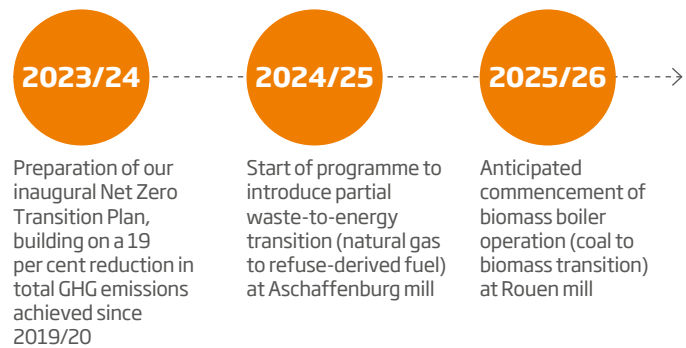 2023/24
Preparation of our
inaugural Net Zero
Transition Plan,
building on a 19
per cent reduction in
total GHG emissions
achieved since
2019/20
2024/25
Start of programme to
introduce partial
waste-to-energy
transition (natural gas
to refuse-derived fuel)
at Aschaffenburg mill
2025/26
Anticipated
commencement of
biomass boiler
operation (coal to
biomass transition)
at Rouen mill